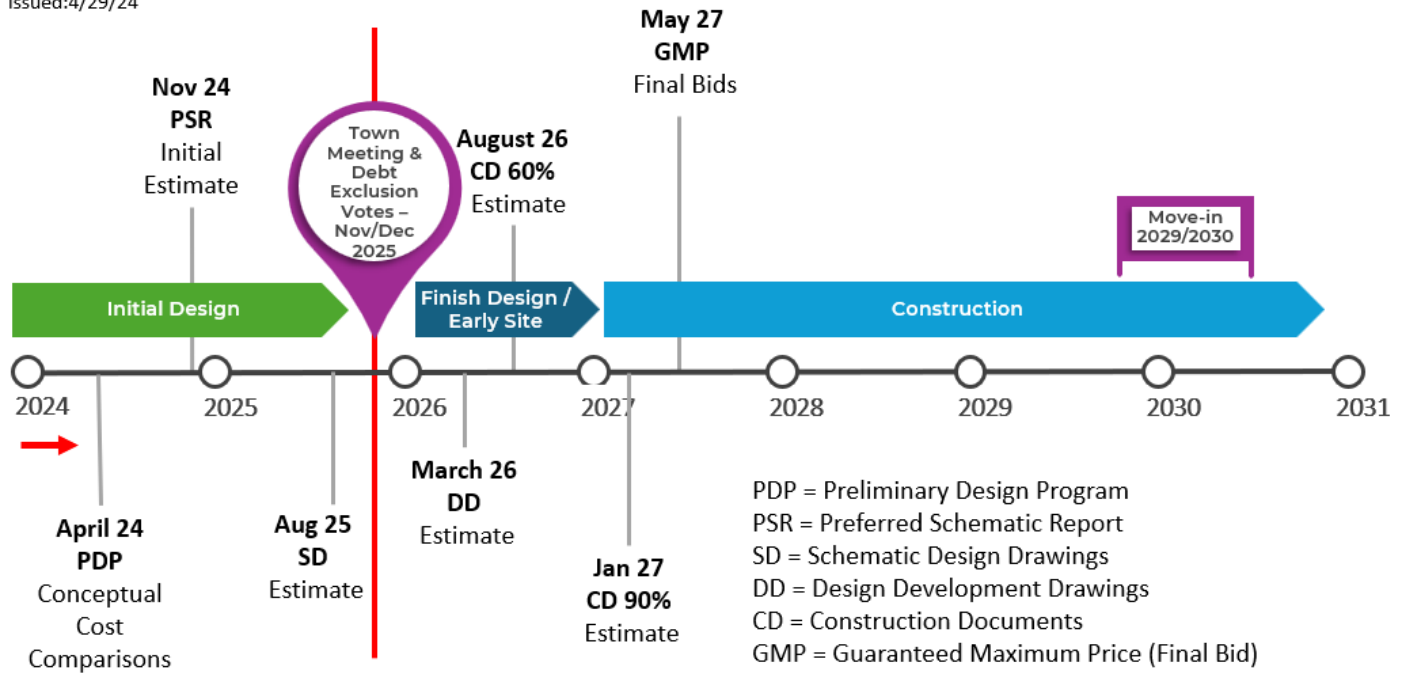 Issued:4/29/24
May 27
GMP
Final Bids
Nov 24
PSR
Initial
Estimate
Town
Meeting &
Debt
Exclusion
Votes –
Nov/Dec
2025
August 26
CD 60%
Estimate
Move-in
2029/2030
Initial Design
Finish Design /
Early Site
Construction
2024
2025
2026
2027
2028
2029
2030
2031
April 24
PDP
Conceptual
Cost
Comparisons
Aug 25
SD
Estimate
March 26
DD
Estimate
Jan 27
CD 90%
Estimate
PDP = Preliminary Design Program
PSR = Preferred Schematic Report
SD = Schematic Design Drawings
DD = Design Development Drawings
CD = Construction Documents
GMP = Guaranteed Maximum Price (Final Bid)